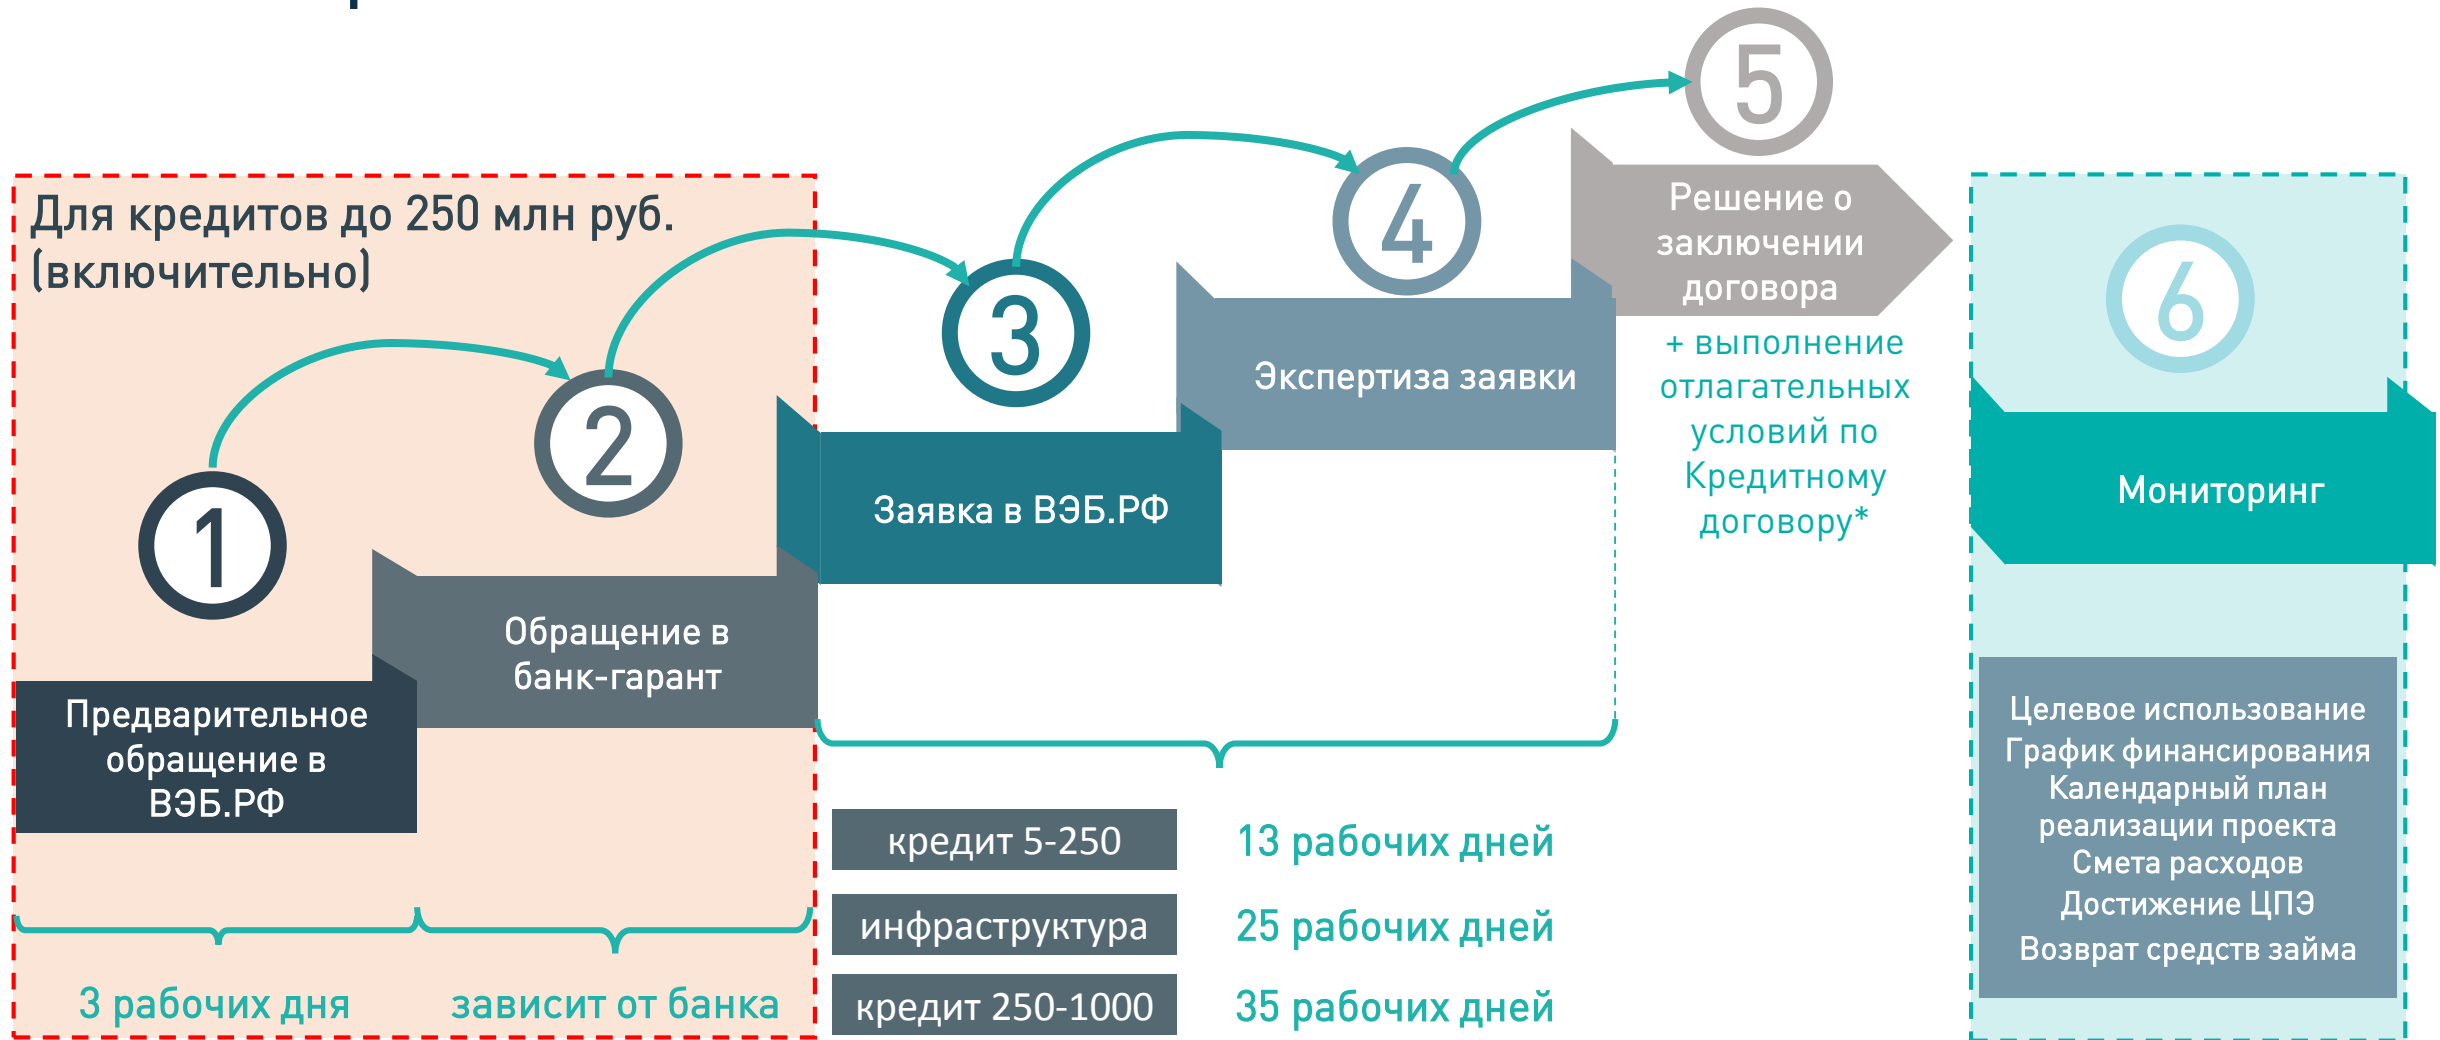 Для кредитов до 250 млн руб.
(включительно)
1
Предварительное
обращение в
ВЭБ.РФ
3 рабочих дня
2
Обращение в
банк-гарант
зависит от банка
3
Заявка в ВЭБ.РФ
4
Экспертиза заявки
кредит 5-250
13 рабочих дней
инфраструктура
25 рабочих дней
кредит 250-1000
35 рабочих дней
5
Решение о
заключении
договора
+ выполнение
отлагательных
условий по
Кредитному
договору*
6
Мониторинг
Целевое использование
График финансирования
Календарный план
реализации проекта
Смета расходов
Достижение ЦПЭ
Возврат средств займа